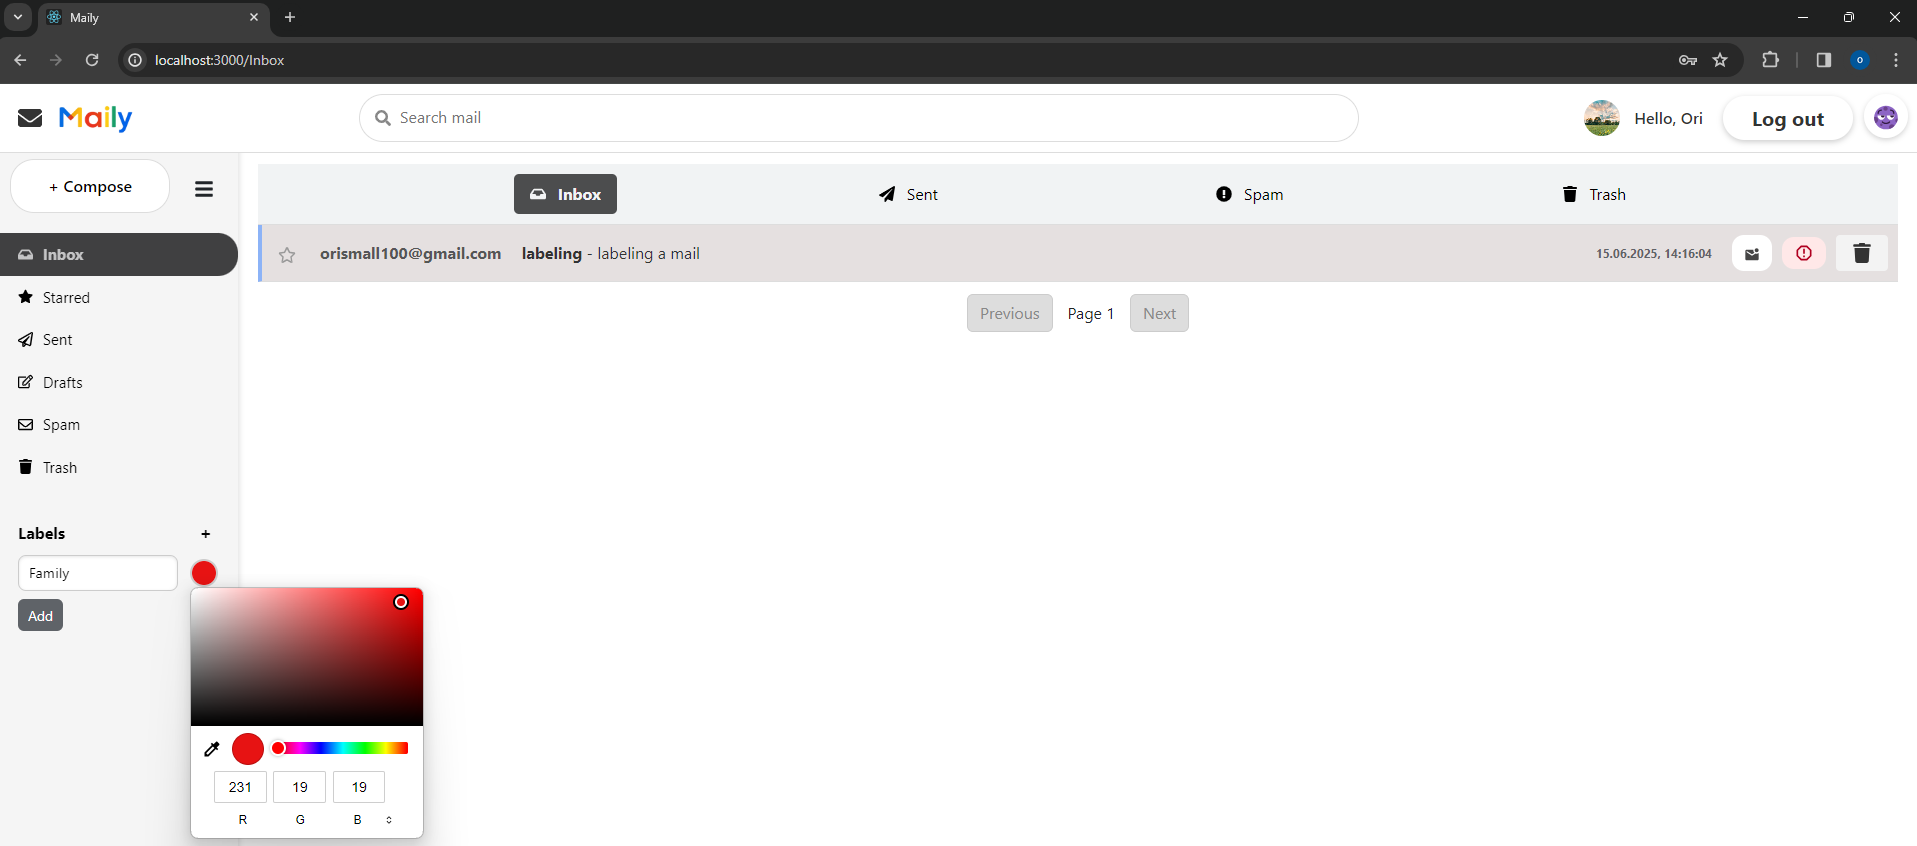 Maily
localhost:3000/Inbox
o
Maily
Search mail
Hello, Ori
Log out
+ Compose
Inbox
Sent
Spam
Trash
Inbox
orismall100@gmail.com labeling - labeling a mail 15.06.2025, 14:16:04
Starred
Previous Page 1 Next
Sent
Drafts
Spam
Trash
Labels +
Family
Add
231 19 19
R G B